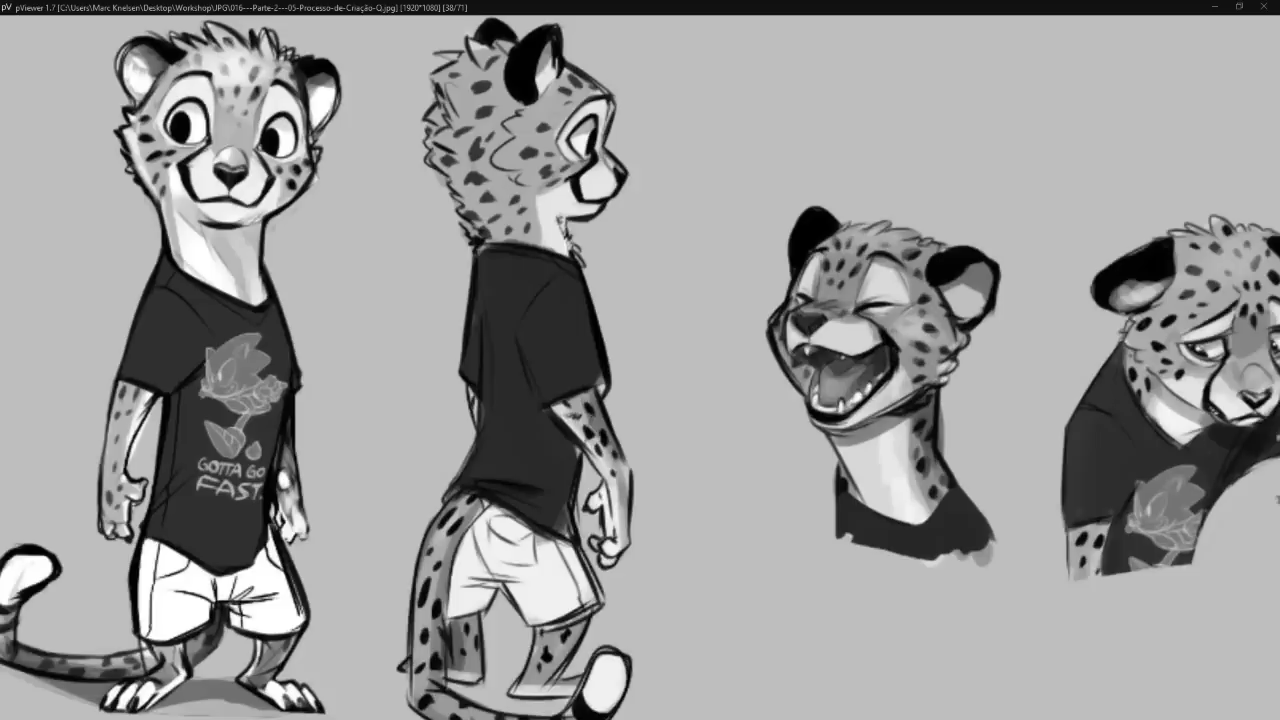 pViewer 1.7 [C:\Users\Marc Knelsen\Desktop\Workshop\JPG\016---Parte-2---05-Processo-de-Criação-Q.jpg] [1920*1080] [38/71]
GOTTA GO
FAST.